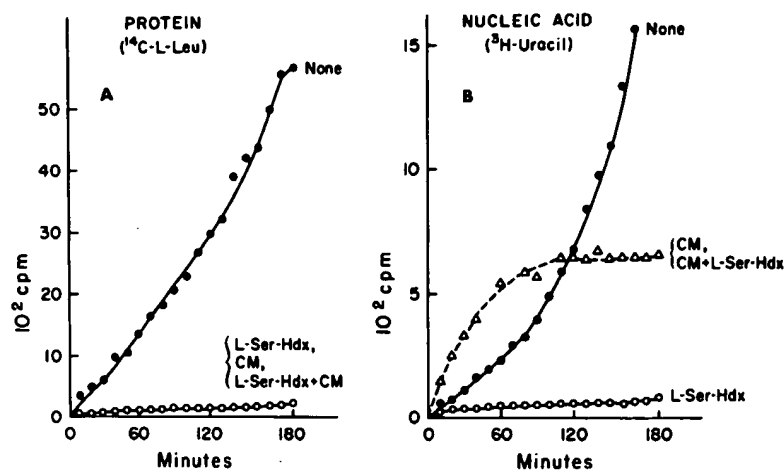 PROTEIN
(¹⁴C-L-Leu)
A
None
50
40
30
20
10
0
10² cpm
L-Ser-Hdx,
CM,
L-Ser-Hdx+CM
0
60
120
180
Minutes
NUCLEIC ACID
(³H-Uracil)
B
None
15
10
5
0
10² cpm
CM,
CM+L-Ser-Hdx
L-Ser-Hdx
0
60
120
180
Minutes